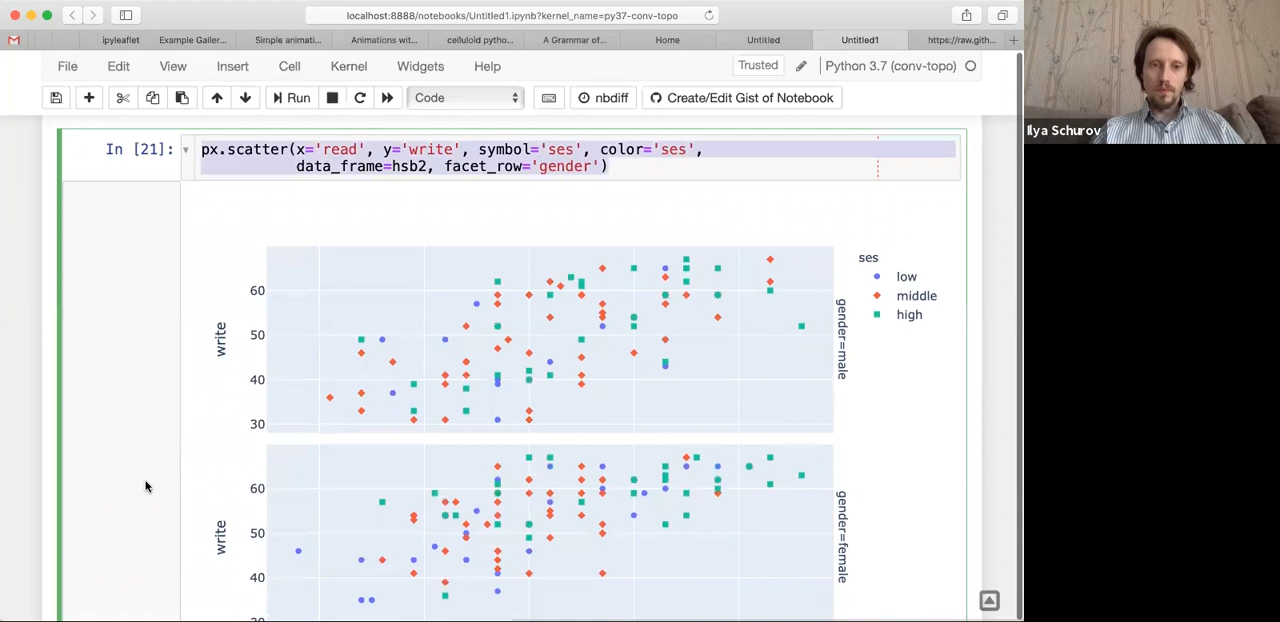 localhost:8888/notebooks/Untitled1.ipynb?kernel_name=py37-conv-topo
ipyleaflet Example Galler... Simple animati... Animations wit... celluloid pytho... A Grammar of... Home Untitled Untitled1 https://raw.gith...
File Edit View Insert Cell Kernel Widgets Help Trusted Python 3.7 (conv-topo)
Run Code nbdiff Create/Edit Gist of Notebook
Ilya Schurov
In [21]: px.scatter(x='read', y='write', symbol='ses', color='ses',
data_frame=hsb2, facet_row='gender')
ses
low
middle
high
60
50
40
30
write
gender=male
60
50
40
write
gender=female